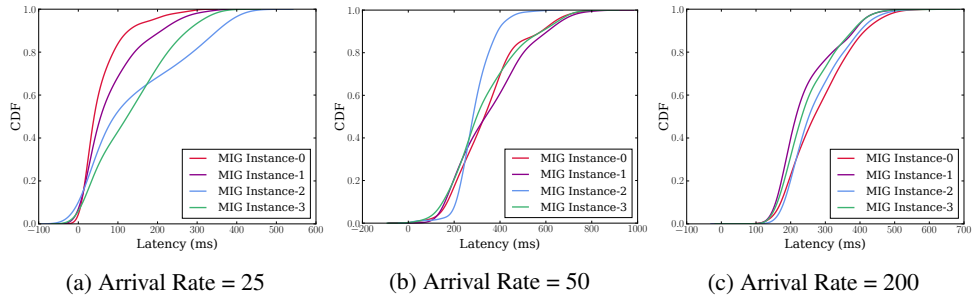 1.0
0.8
0.6
0.4
0.2
0.0
CDF
-100 0 100 200 300 400 500 600
Latency (ms)
MIG Instance-0
MIG Instance-1
MIG Instance-2
MIG Instance-3
(a) Arrival Rate = 25
1.0
0.8
0.6
0.4
0.2
0.0
CDF
0 200 400 600 800 1000
Latency (ms)
MIG Instance-0
MIG Instance-1
MIG Instance-2
MIG Instance-3
(b) Arrival Rate = 50
1.0
0.8
0.6
0.4
0.2
0.0
CDF
-100 0 100 200 300 400 500 600 700
Latency (ms)
MIG Instance-0
MIG Instance-1
MIG Instance-2
MIG Instance-3
(c) Arrival Rate = 200